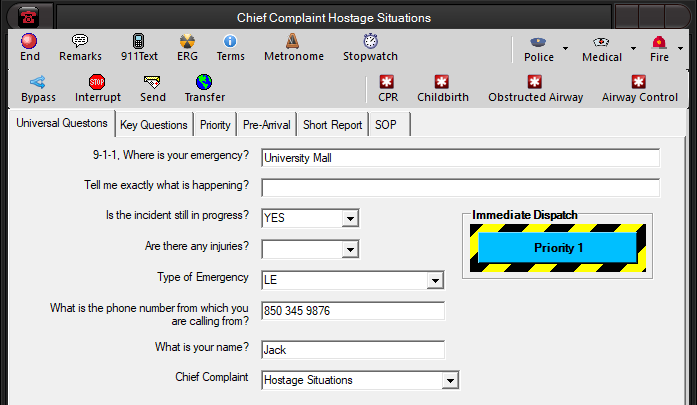 Chief Complaint Hostage Situations
End Remarks 911Text ERG Terms Metronome Stopwatch Police Medical Fire
Bypass Interrupt Send Transfer CPR Childbirth Obstructed Airway Airway Control
STOP
Universal Questons Key Questions Priority Pre-Arrival Short Report SOP
9-1-1, Where is your emergency? University Mall
Tell me exactly what is happening?
Is the incident still in progress? YES
Immediate Dispatch
Are there any injuries?
Priority 1
Type of Emergency LE
What is the phone number from which you
are calling from?
850 345 9876
What is your name? Jack
Chief Complaint Hostage Situations